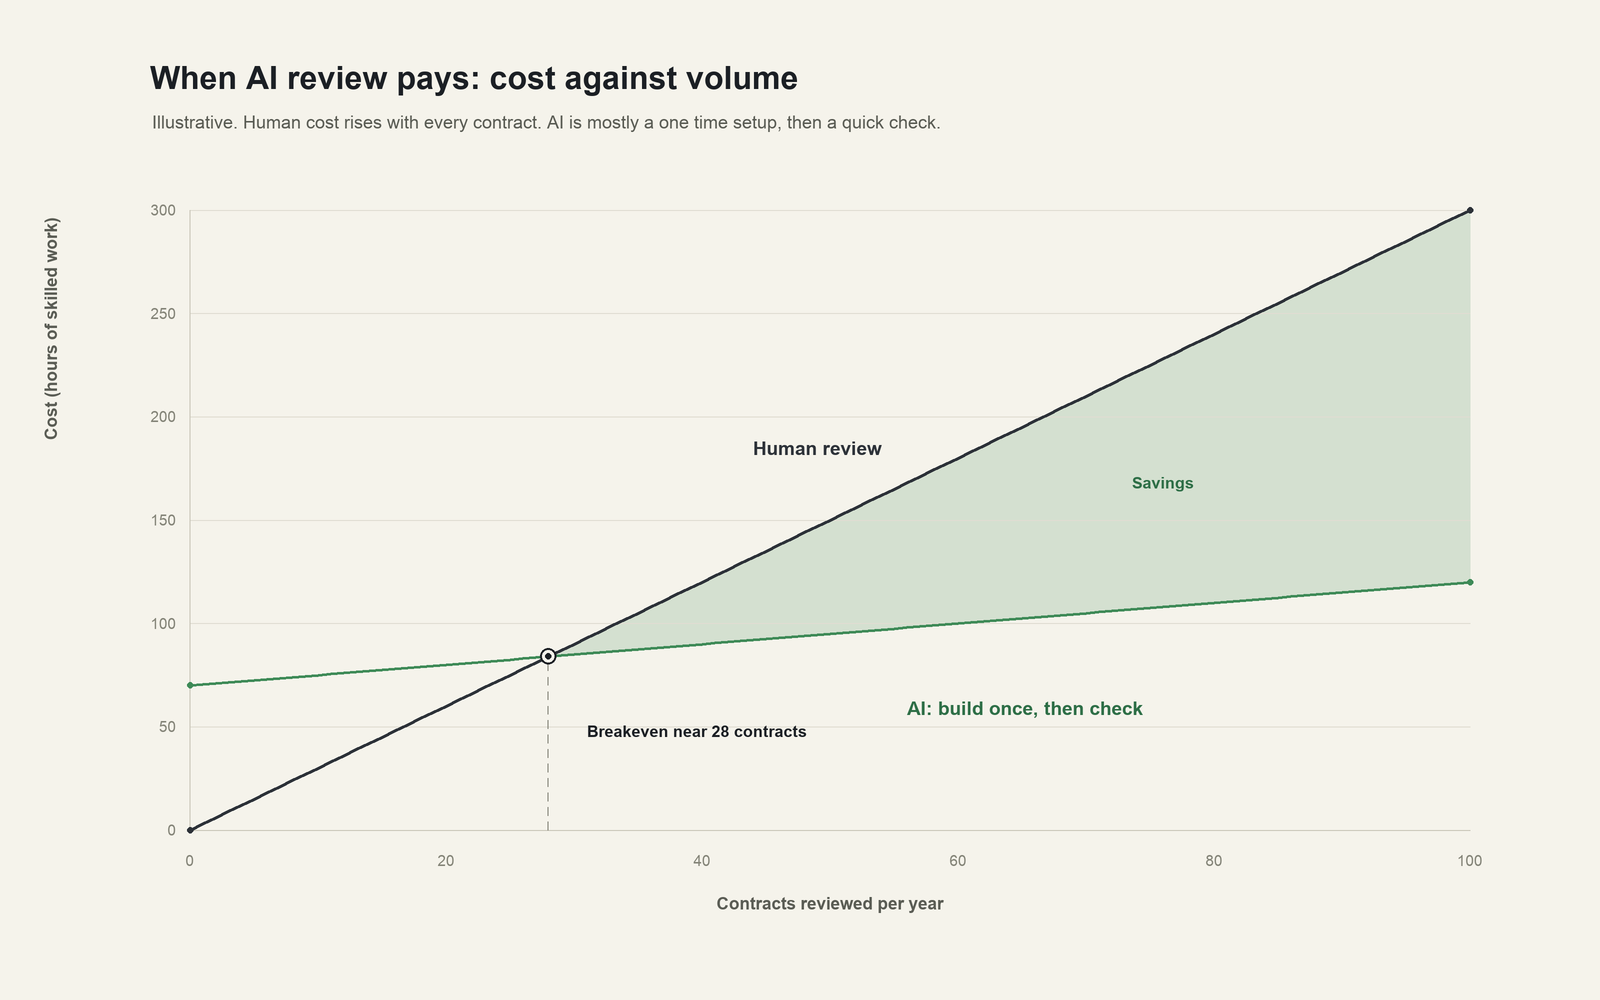 When AI review pays: cost against volume
Illustrative. Human cost rises with every contract. AI is mostly a one time setup, then a quick check.
Cost (hours of skilled work)
300
250
200
150
100
50
0
Human review
Savings
AI: build once, then check
Breakeven near 28 contracts
0
20
40
60
80
100
Contracts reviewed per year